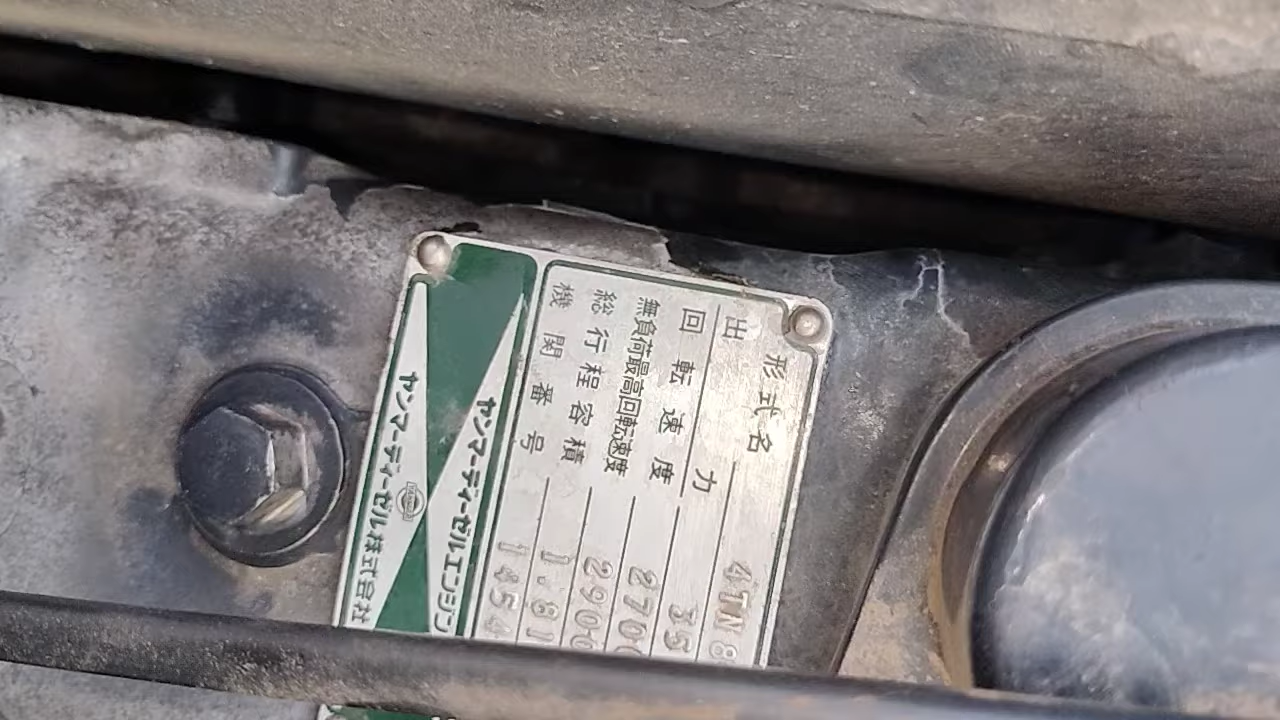 形式名 4TN8
出力 35
回転速度 2700
無負荷最高回転速度 2900
総行程容積 1.81
機関番号 1454
ヤンマーディーゼルエンジン
ヤンマーディーゼル株式会社